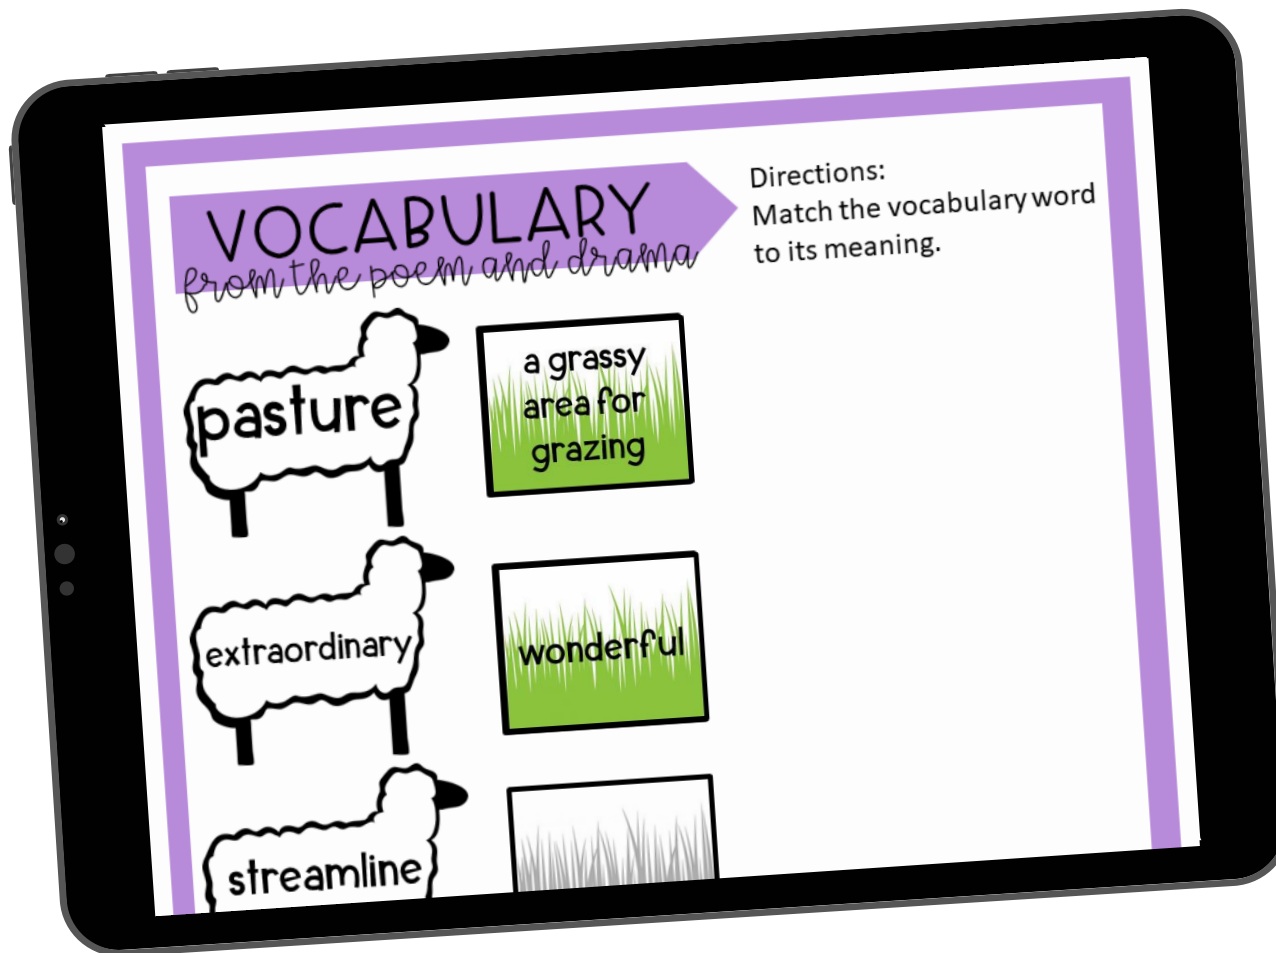 VOCABULARY
from the poem and drama
Directions:
Match the vocabulary word
to its meaning.
pasture
a grassy
area for
grazing
extraordinary
wonderful
streamline